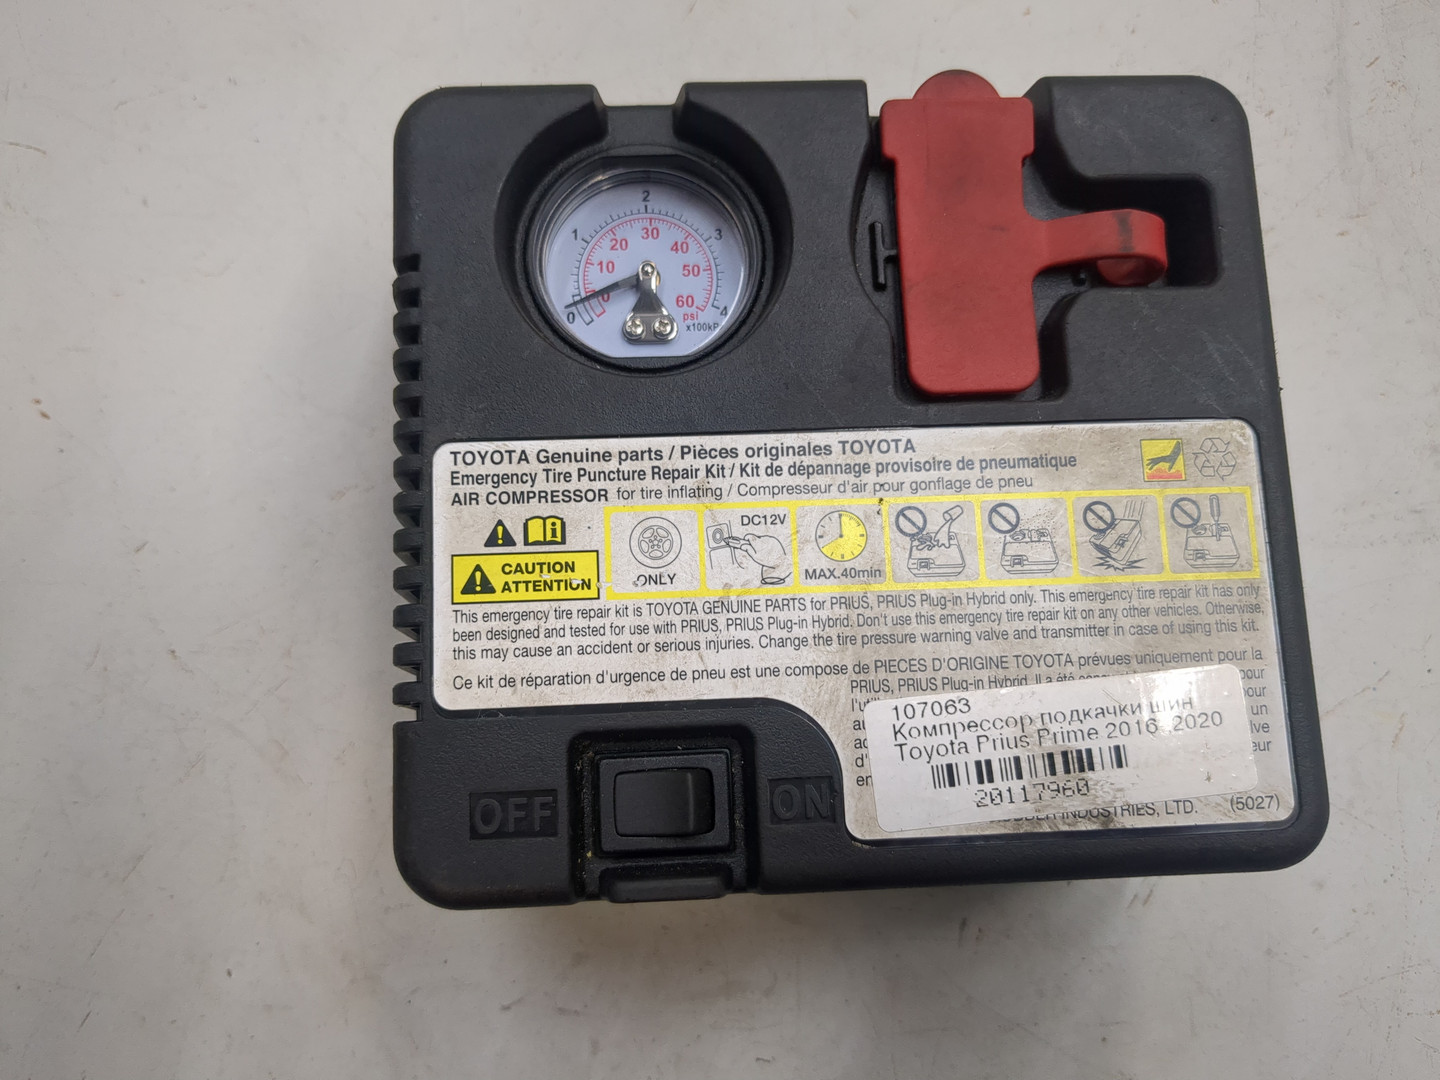 2
1
3
20
30
40
10
50
0
60
0
psi
4
x100kP
TOYOTA Genuine parts / Pièces originales TOYOTA
Emergency Tire Puncture Repair Kit / Kit de dépannage provisoire de pneumatique
AIR COMPRESSOR for tire inflating / Compresseur d'air pour gonflage de pneu
DC12V
CAUTION
ATTENTION
ONLY
MAX.40min
This emergency tire repair kit is TOYOTA GENUINE PARTS for PRIUS, PRIUS Plug-in Hybrid only. This emergency tire repair kit has only
been designed and tested for use with PRIUS, PRIUS Plug-in Hybrid. Don't use this emergency tire repair kit on any other vehicles. Otherwise,
this may cause an accident or serious injuries. Change the tire pressure warning valve and transmitter in case of using this kit.
Ce kit de réparation d'urgence de pneu est une compose de PIECES D'ORIGINE TOYOTA prévues uniquement pour la
PRIUS, PRIUS Plug-in Hybrid. Il a été pour
pour
un
107063
Компрессор подкачки шин
Toyota Prius Prime 2016-2020
20117960
INDUSTRIES, LTD. (5027)
OFF
ON